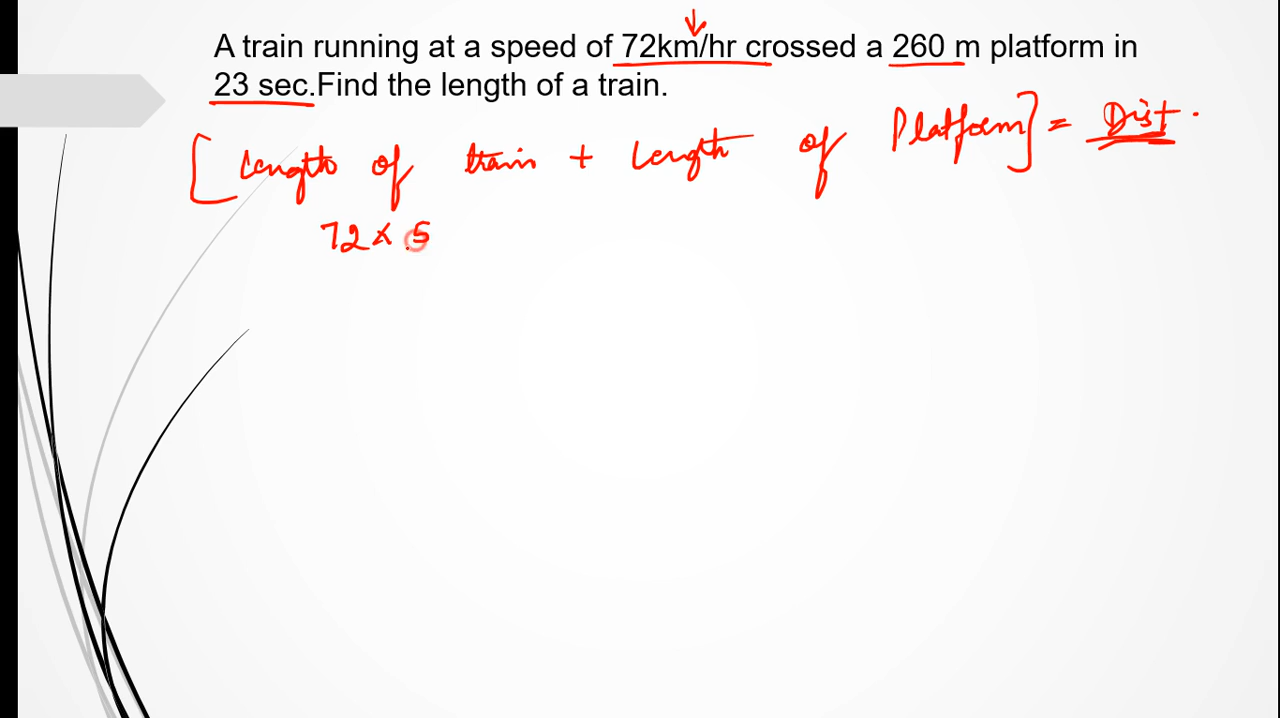 A train running at a speed of 72km/hr crossed a 260 m platform in
23 sec.Find the length of a train.
[Length of train + Length of Platform] = Dist.
72 × 5